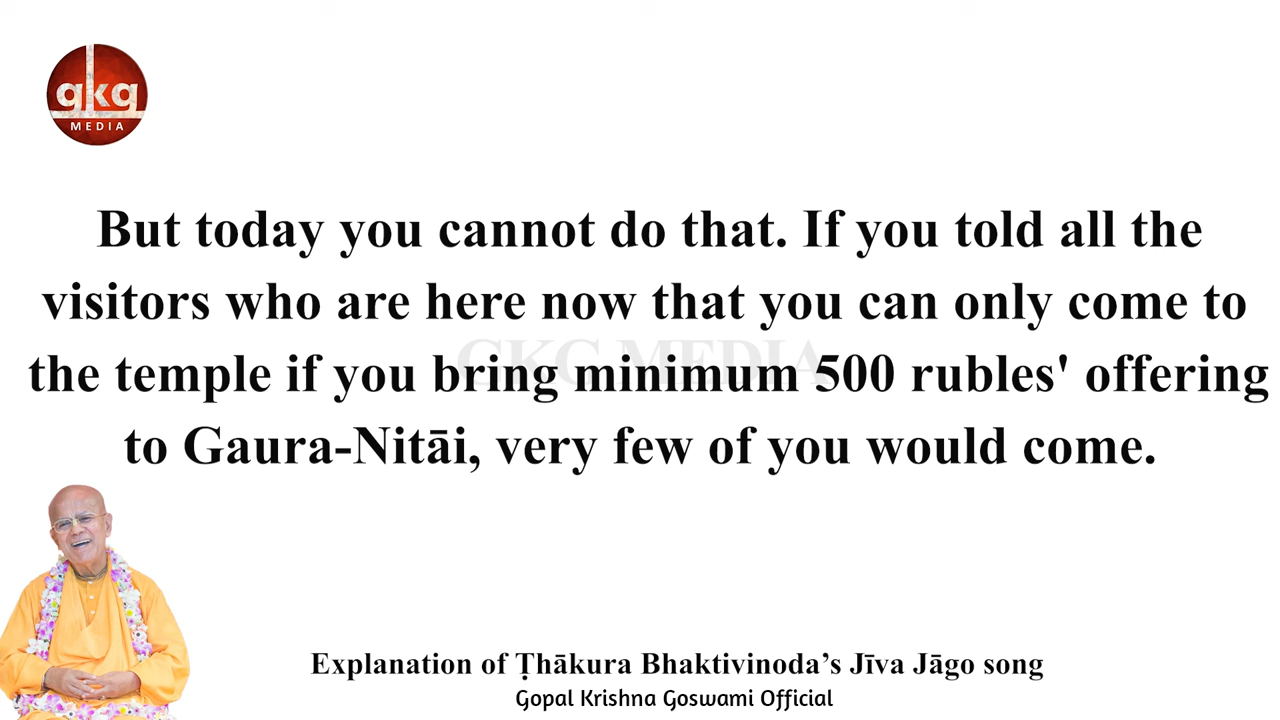 gkg
MEDIA
But today you cannot do that. If you told all the
visitors who are here now that you can only come to
GKG MEDIA
the temple if you bring minimum 500 rubles' offering
to Gaura-Nitāi, very few of you would come.
Explanation of Ṭhākura Bhaktivinoda’s Jīva Jāgo song
Gopal Krishna Goswami Official